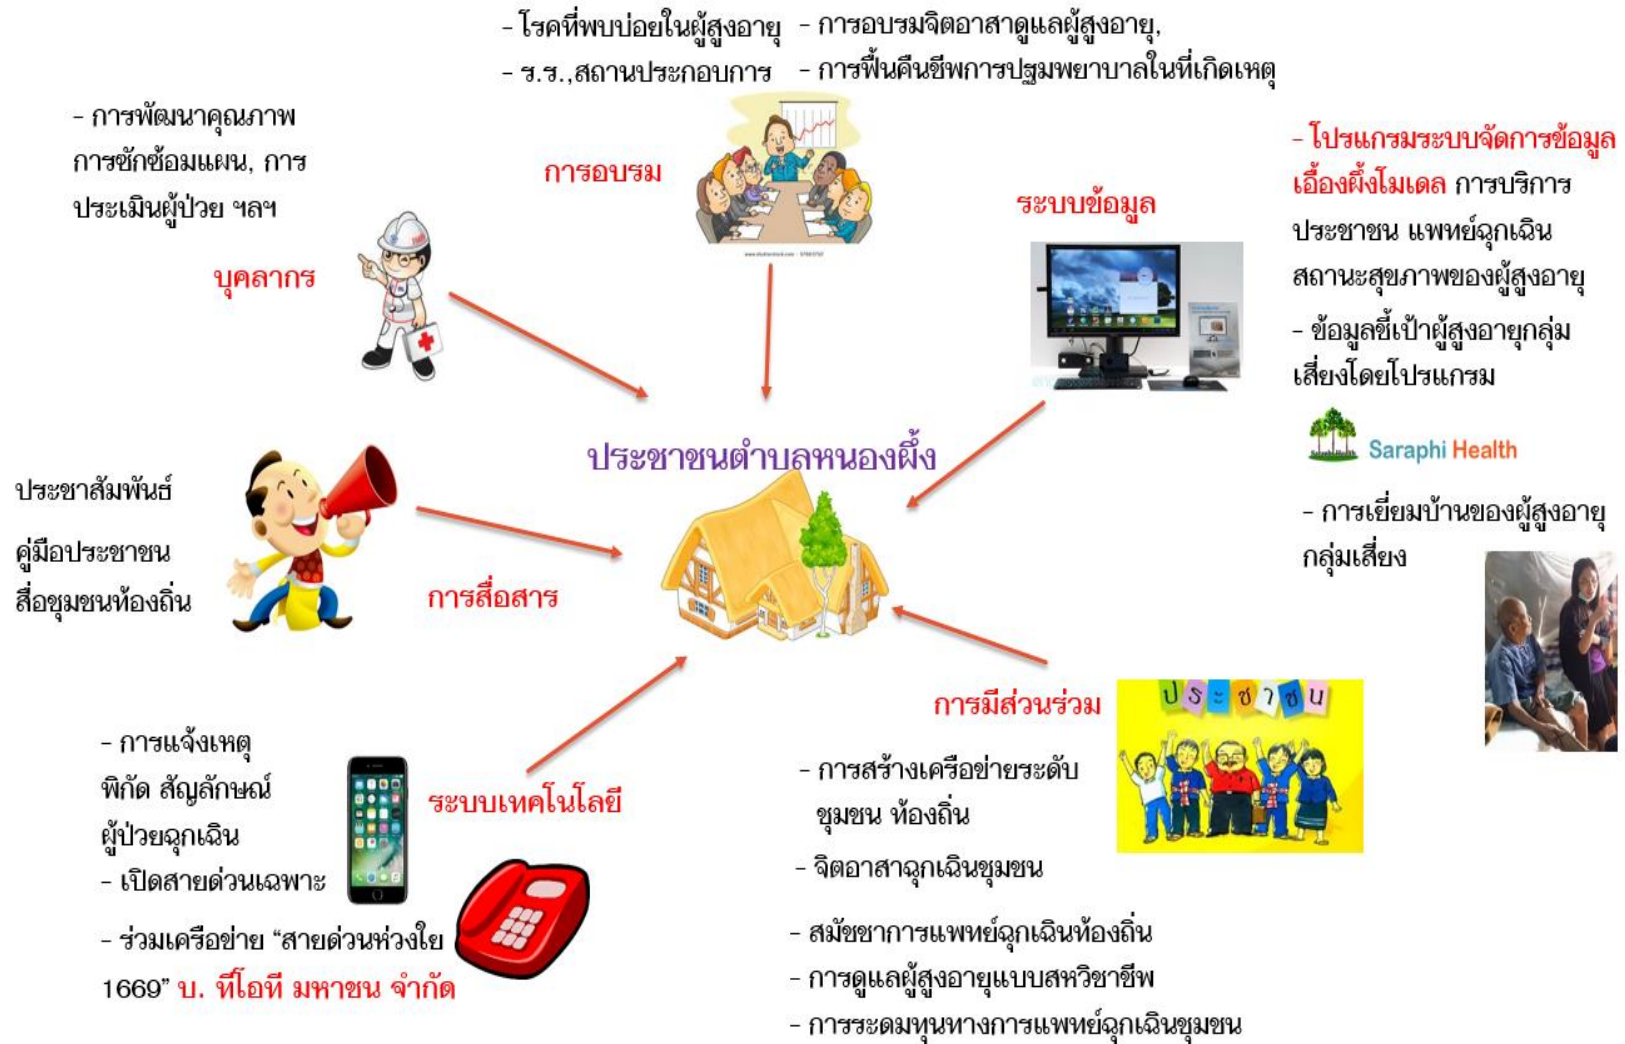 - โรคที่พบบ่อยในผู้สูงอายุ
- ร.ร.,สถานประกอบการ
- การอบรมจิตอาสาดูแลผู้สูงอายุ,
- การฟื้นคืนชีพการปฐมพยาบาลในที่เกิดเหตุ
การอบรม
- การพัฒนาคุณภาพ
การซักซ้อมแผน, การ
ประเมินผู้ป่วย ฯลฯ
บุคลากร
ระบบข้อมูล
- โปรแกรมระบบจัดการข้อมูล
เอื้องผึ้งโมเดล การบริการ
ประชาชน แพทย์ฉุกเฉิน
สถานะสุขภาพของผู้สูงอายุ
- ข้อมูลชี้เป้าผู้สูงอายุกลุ่ม
เสี่ยงโดยโปรแกรม
Saraphi Health
- การเยี่ยมบ้านของผู้สูงอายุ
กลุ่มเสี่ยง
ประชาชนตำบลหนองผึ้ง
ประชาสัมพันธ์
คู่มือประชาชน
สื่อชุมชนท้องถิ่น
การสื่อสาร
- การแจ้งเหตุ
พิกัด สัญลักษณ์
ผู้ป่วยฉุกเฉิน
- เปิดสายด่วนเฉพาะ
- ร่วมเครือข่าย “สายด่วนห่วงใย
1669” บ. ทีโอที มหาชน จำกัด
ระบบเทคโนโลยี
การมีส่วนร่วม
ประชาชน
- การสร้างเครือข่ายระดับ
ชุมชน ท้องถิ่น
- จิตอาสาฉุกเฉินชุมชน
- สมัชชาการแพทย์ฉุกเฉินท้องถิ่น
- การดูแลผู้สูงอายุแบบสหวิชาชีพ
- การระดมทุนทางการแพทย์ฉุกเฉินชุมชน